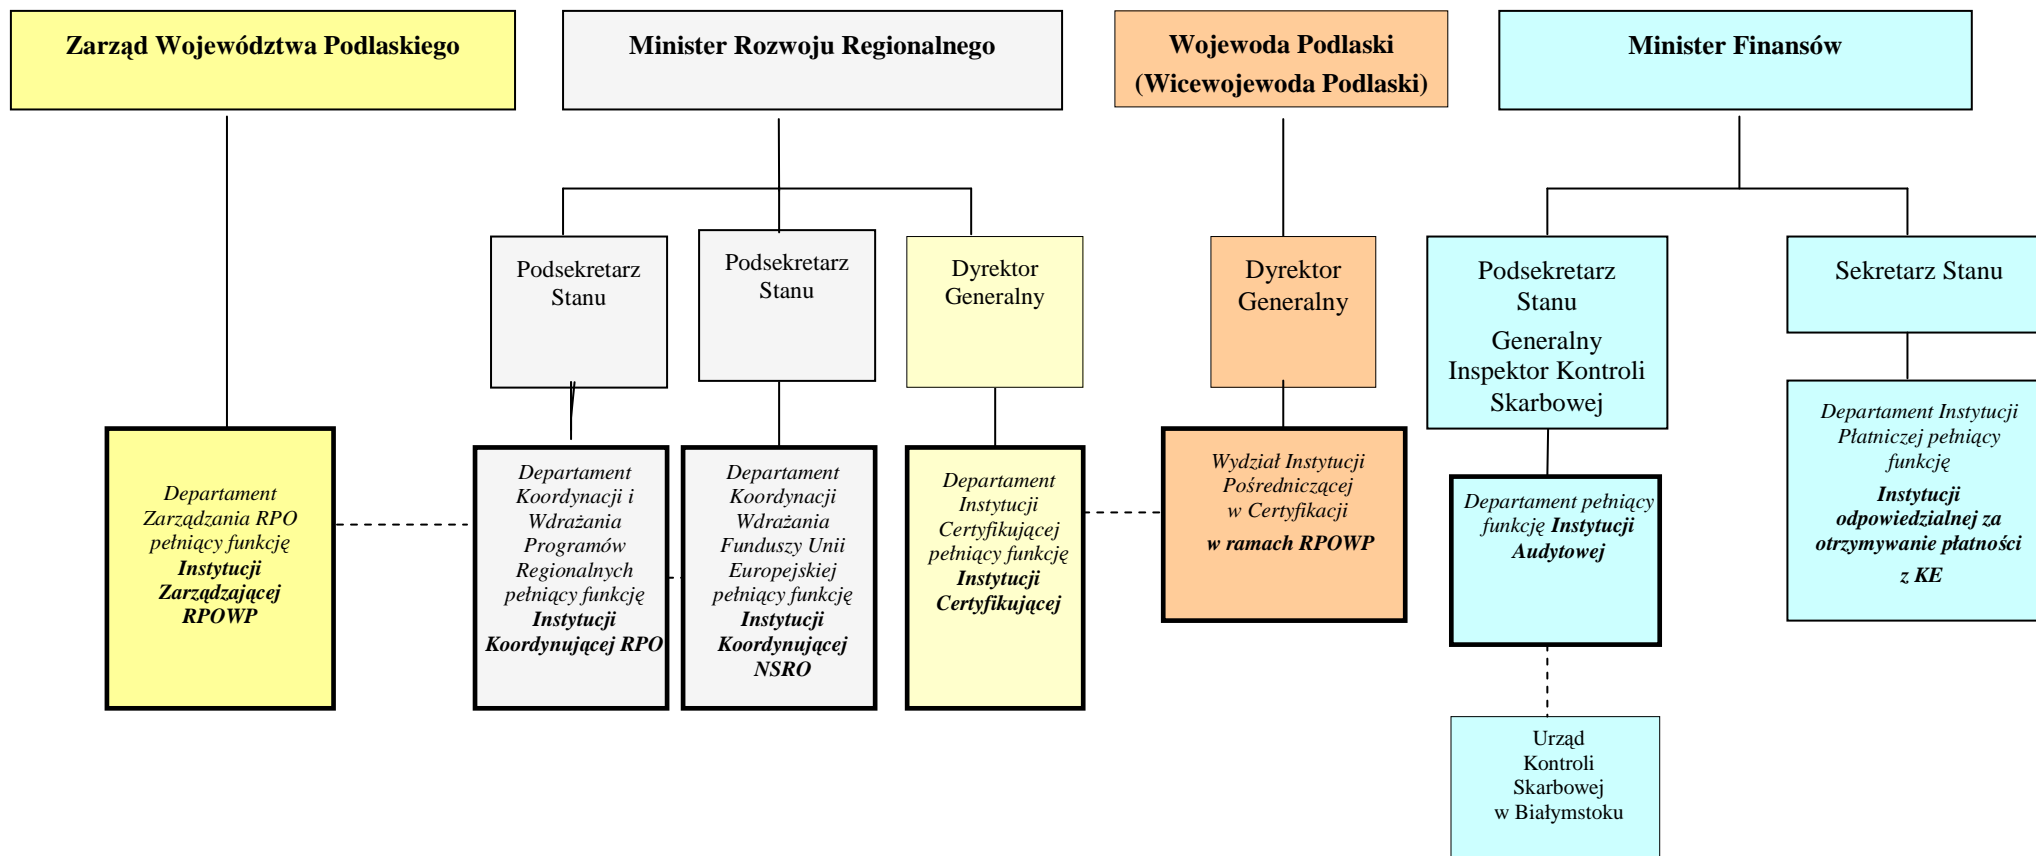 Zarząd Województwa Podlaskiego
Minister Rozwoju Regionalnego
Wojewoda Podlaski
(Wicewojewoda Podlaski)
Minister Finansów
Podsekretarz
Stanu
Podsekretarz
Stanu
Dyrektor
Generalny
Dyrektor
Generalny
Podsekretarz
Stanu
Generalny
Inspektor Kontroli
Skarbowej
Sekretarz Stanu
Departament
Zarządzania RPO
pełniący funkcję
Instytucji
Zarządzającej
RPOWP
Departament
Koordynacji i
Wdrażania
Programów
Regionalnych
pełniący funkcję
Instytucji
Koordynującej RPO
Departament
Koordynacji
Wdrażania
Funduszy Unii
Europejskiej
pełniący funkcję
Instytucji
Koordynującej
NSRO
Departament
Instytucji
Certyfikującej
pełniący funkcję
Instytucji
Certyfikującej
Wydział Instytucji
Pośredniczącej
w Certyfikacji
w ramach RPOWP
Departament pełniący
funkcję Instytucji
Audytowej
Departament Instytucji
Płatniczej pełniący
funkcję
Instytucji
odpowiedzialnej za
otrzymywanie płatności
z KE
Urząd
Kontroli
Skarbowej
w Białymstoku